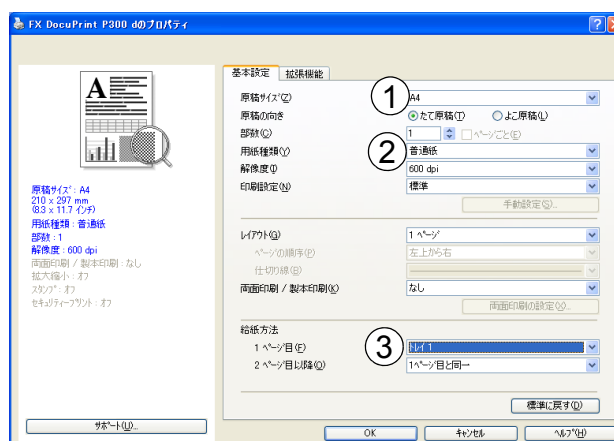 FX DocuPrint P300 dのプロパティ
基本設定 拡張機能
原稿サイズ(Z) A4
①
原稿の向き たて原稿(T) よこ原稿(L)
部数(C) 1 ページごと(E)
用紙種類(Y) 普通紙
②
解像度(I) 600 dpi
印刷設定(N) 標準
手動設定(S)...
レイアウト(G) 1 ページ
ページの順序(P) 左上から右
仕切り線(B)
両面印刷 / 製本印刷(K) なし
両面印刷の設定(X)...
給紙方法
1 ページ目(F) トレイ1
③
2 ページ目以降(O) 1ページ目と同一
標準に戻す(D)
A
原稿サイズ : A4
210 x 297 mm
(8.3 x 11.7 インチ)
用紙種類 : 普通紙
部数 : 1
解像度 : 600 dpi
両面印刷 / 製本印刷 : なし
拡大縮小 : オフ
スタンプ : オフ
セキュリティープリント : オフ
サポート(U)...
OK キャンセル ヘルプ(H)